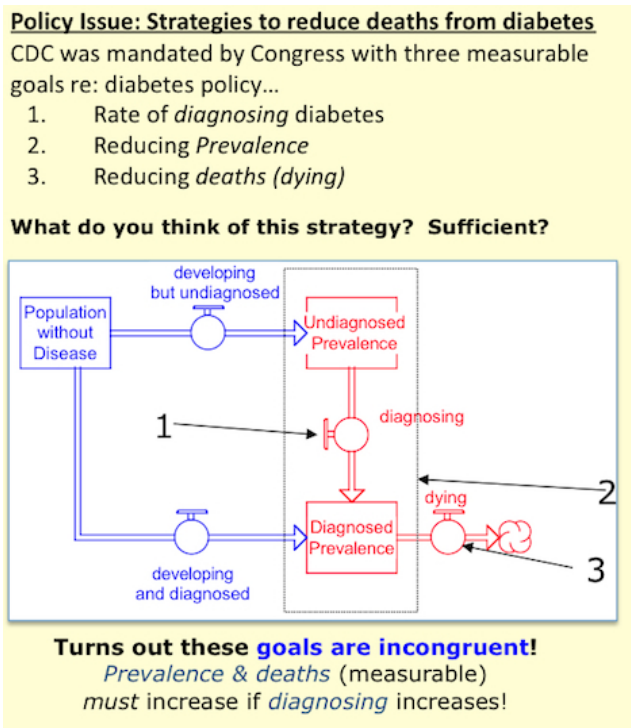 Policy Issue: Strategies to reduce deaths from diabetes
CDC was mandated by Congress with three measurable
goals re: diabetes policy...
1. Rate of diagnosing diabetes
2. Reducing Prevalence
3. Reducing deaths (dying)
What do you think of this strategy? Sufficient?
developing
but undiagnosed
Population
without
Disease
Undiagnosed
Prevalence
1
diagnosing
2
dying
Diagnosed
Prevalence
3
developing
and diagnosed
Turns out these goals are incongruent!
Prevalence & deaths (measurable)
must increase if diagnosing increases!